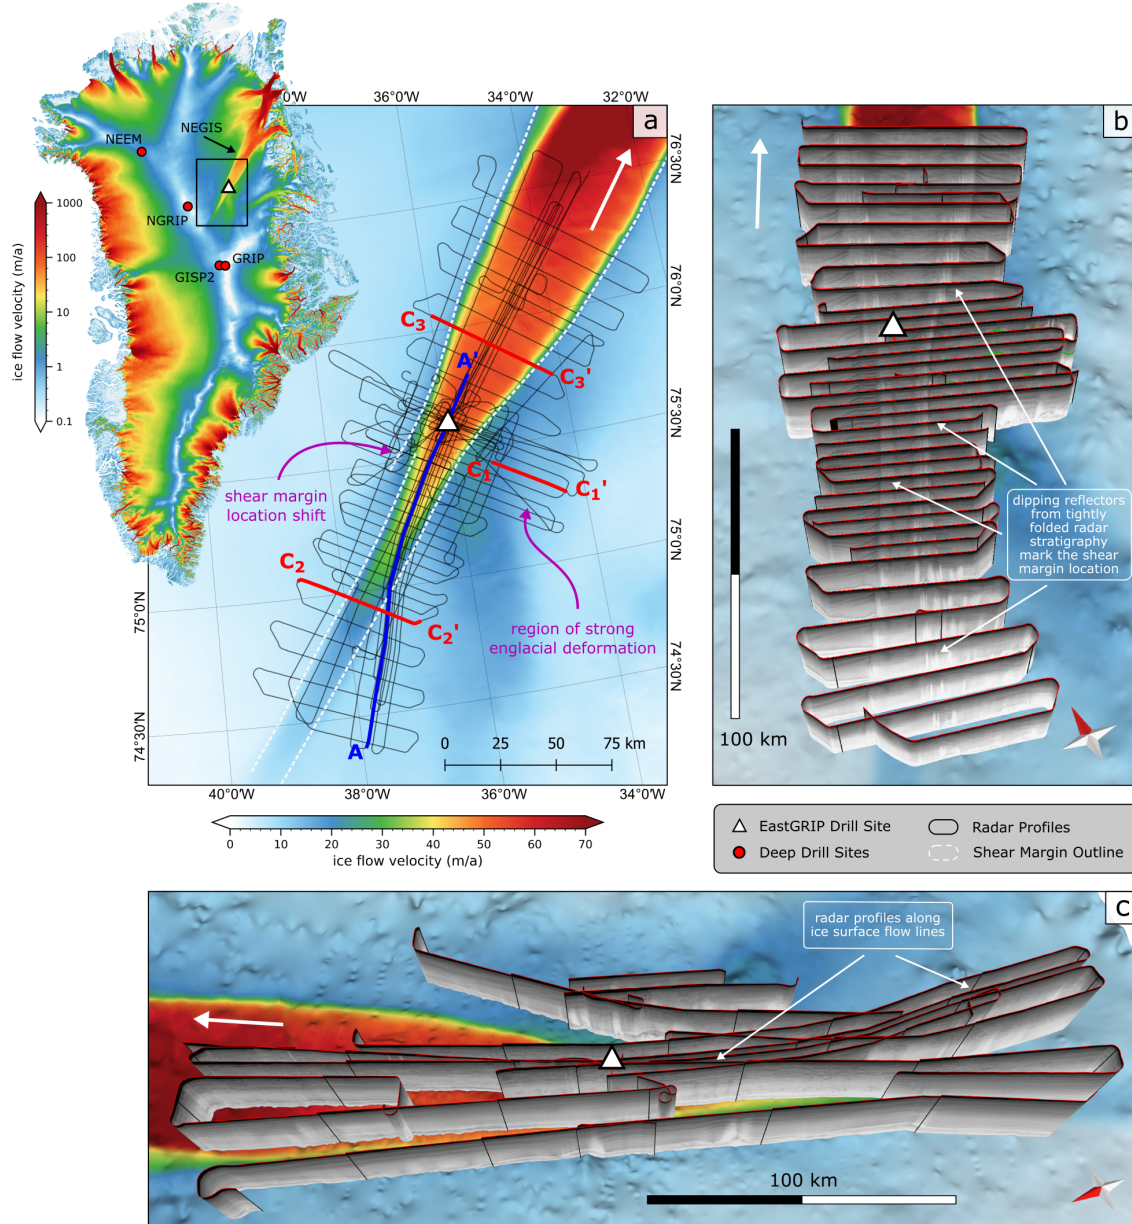 NEEM
NEGIS
NGRIP
GRIP
GISP2
ice flow velocity (m/a)
1000
100
10
1
0.1
0°W
36°0'W
34°0'W
32°0'W
a
76°30'N
76°0'N
75°30'N
75°0'N
74°30'N
75°0'N
74°30'N
C3
C3'
A'
C1
C1'
C2
C2'
A
shear margin
location shift
region of strong
englacial deformation
0 25 50 75 km
40°0'W
38°0'W
36°0'W
34°0'W
0 10 20 30 40 50 60 70
ice flow velocity (m/a)
b
dipping reflectors
from tightly
folded radar
stratigraphy
mark the shear
margin location
100 km
EastGRIP Drill Site
Radar Profiles
Deep Drill Sites
Shear Margin Outline
c
radar profiles along
ice surface flow lines
100 km